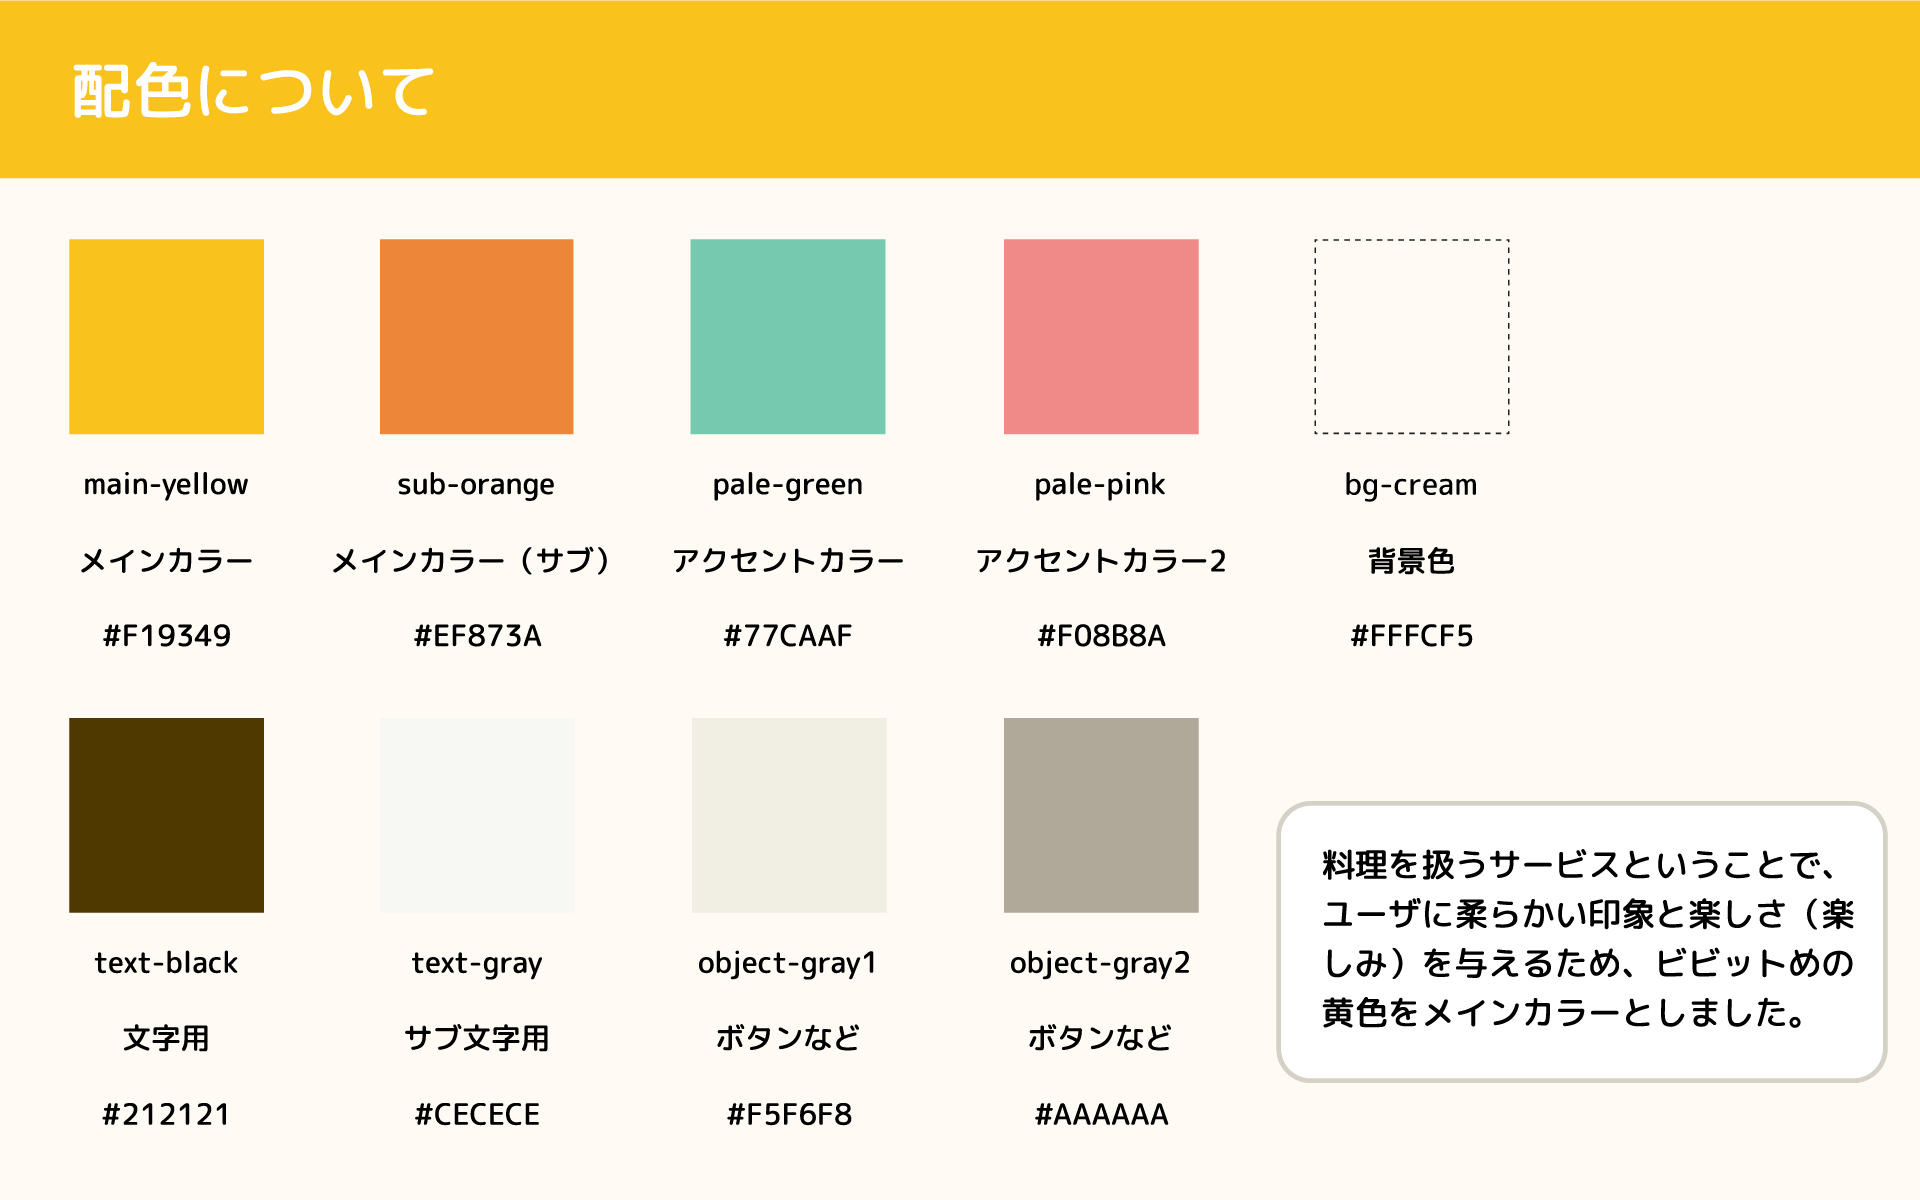 配色について
main-yellow
sub-orange
pale-green
pale-pink
bg-cream
メインカラー
メインカラー（サブ）
アクセントカラー
アクセントカラー2
背景色
#F19349
#EF873A
#77CAAF
#F08B8A
#FFFCF5
text-black
text-gray
object-gray1
object-gray2
文字用
サブ文字用
ボタンなど
ボタンなど
#212121
#CECECE
#F5F6F8
#AAAAAA
料理を扱うサービスということで、
ユーザに柔らかい印象と楽しさ（楽
しみ）を与えるため、ビビットめの
黄色をメインカラーとしました。